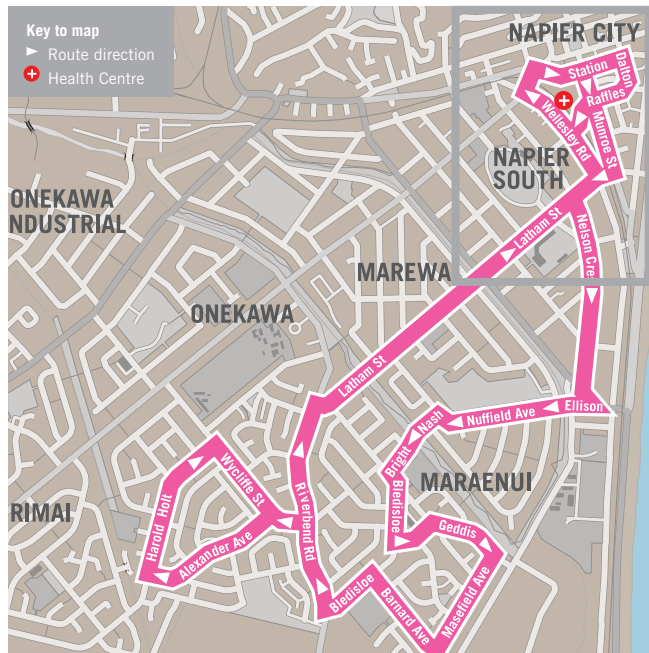 Key to map
Route direction
Health Centre
NAPIER CITY
Station
Dalton
Raffles
Munroe St
Wellesley Rd
NAPIER
SOUTH
ONEKAWA
NDUSTRIAL
Latham St
Nelson Cre
MAREWA
ONEKAWA
Latham St
Ellison
Nuffield Ave
Nash
Bright
Bledisloe
MARAENUI
Geddis
Masefield Ave
Barnard Ave
Bledisloe
Riverbend Rd
Wycliffe St
Harold Holt
Alexander Ave
RIMAI